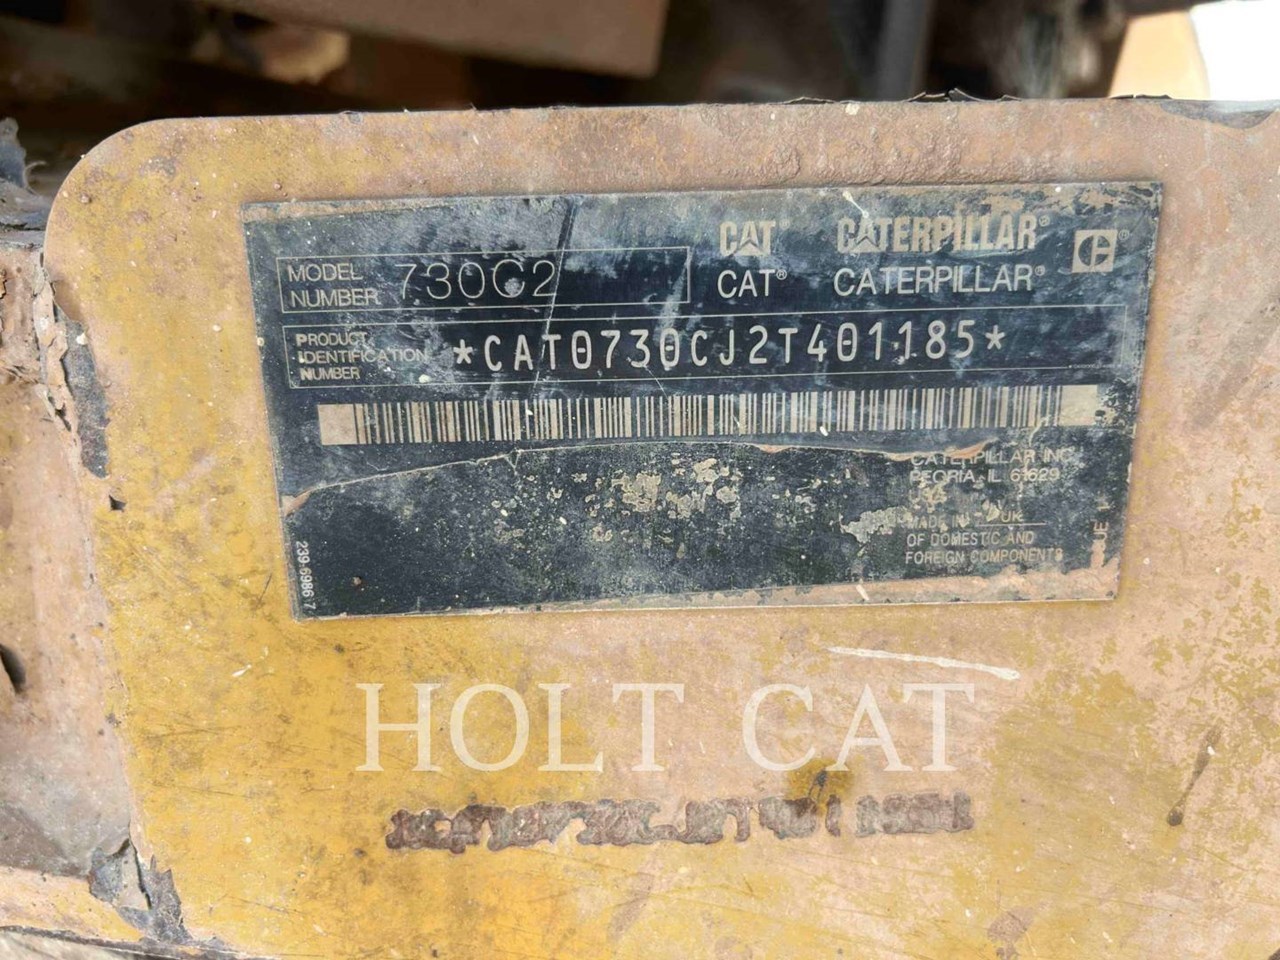 CAT CATERPILLAR®
CAT® CATERPILLAR®
MODEL NUMBER 730C2
PRODUCT IDENTIFICATION NUMBER *CAT0730CJ2T401185*
CATERPILLAR INC.
PEORIA, IL 61629
USA
MADE IN UK
OF DOMESTIC AND
FOREIGN COMPONENTS
239-6986 7
HOLT CAT